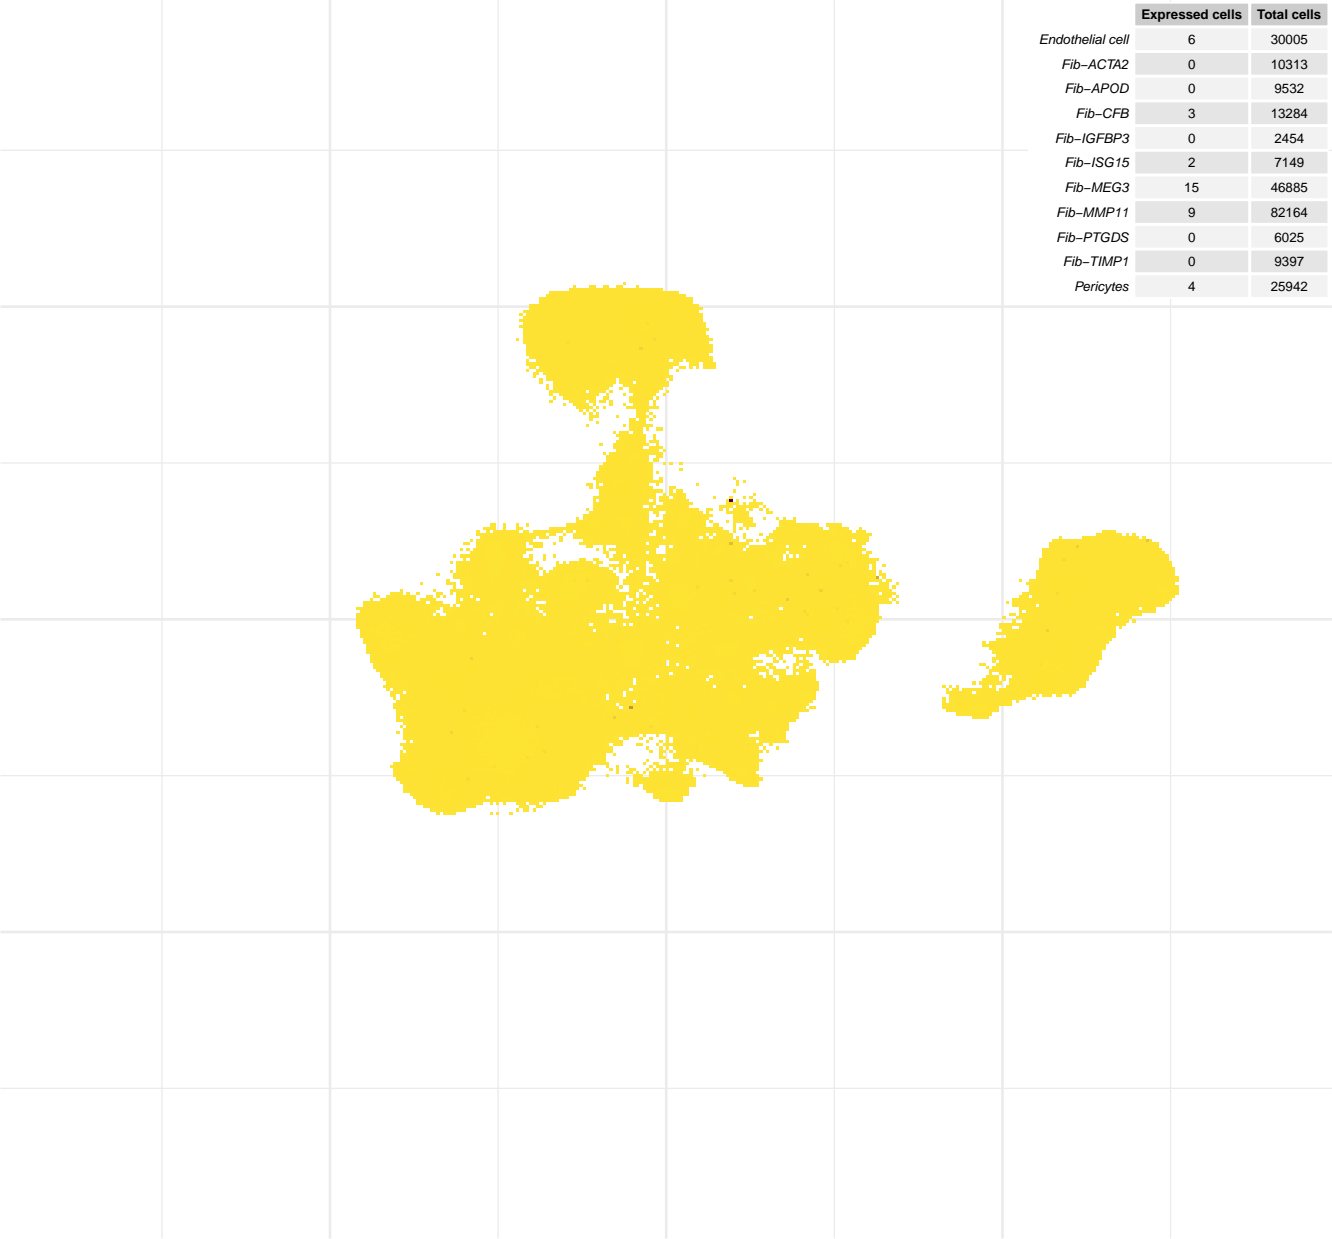 Expressed cells Total cells
Endothelial cell 6 30005
Fib−ACTA2 0 10313
Fib−APOD 0 9532
Fib−CFB 3 13284
Fib−IGFBP3 0 2454
Fib−ISG15 2 7149
Fib−MEG3 15 46885
Fib−MMP11 9 82164
Fib−PTGDS 0 6025
Fib−TIMP1 0 9397
Pericytes 4 25942